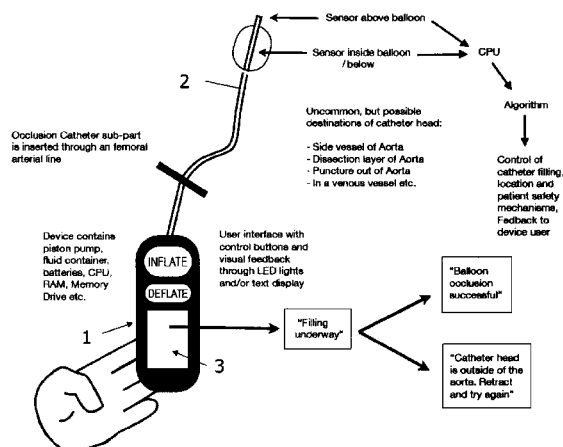 Sensor above balloon
Sensor inside balloon
/below
CPU
2
Algorithm
Uncommon, but possible
destinations of catheter head:
- Side vessel of Aorta
- Dissection layer of Aorta
- Puncture out of Aorta
- In a venous vessel etc.
Occlusion Catheter sub-part
is inserted through an femoral
arterial line
Control of
catheter filling,
location and
patient safety
mechanisms,
Fedback to
device user
Device contains
piston pump,
fluid container,
batteries, CPU,
RAM, Memory
Drive etc.
User interface with
control buttons and
visual feedback
through LED lights
and/or text display
INFLATE
DEFLATE
1
3
"Filling
underway"
"Balloon
occlusion
successful"
"Catheter head
is outside of the
aorta. Retract
and try again"